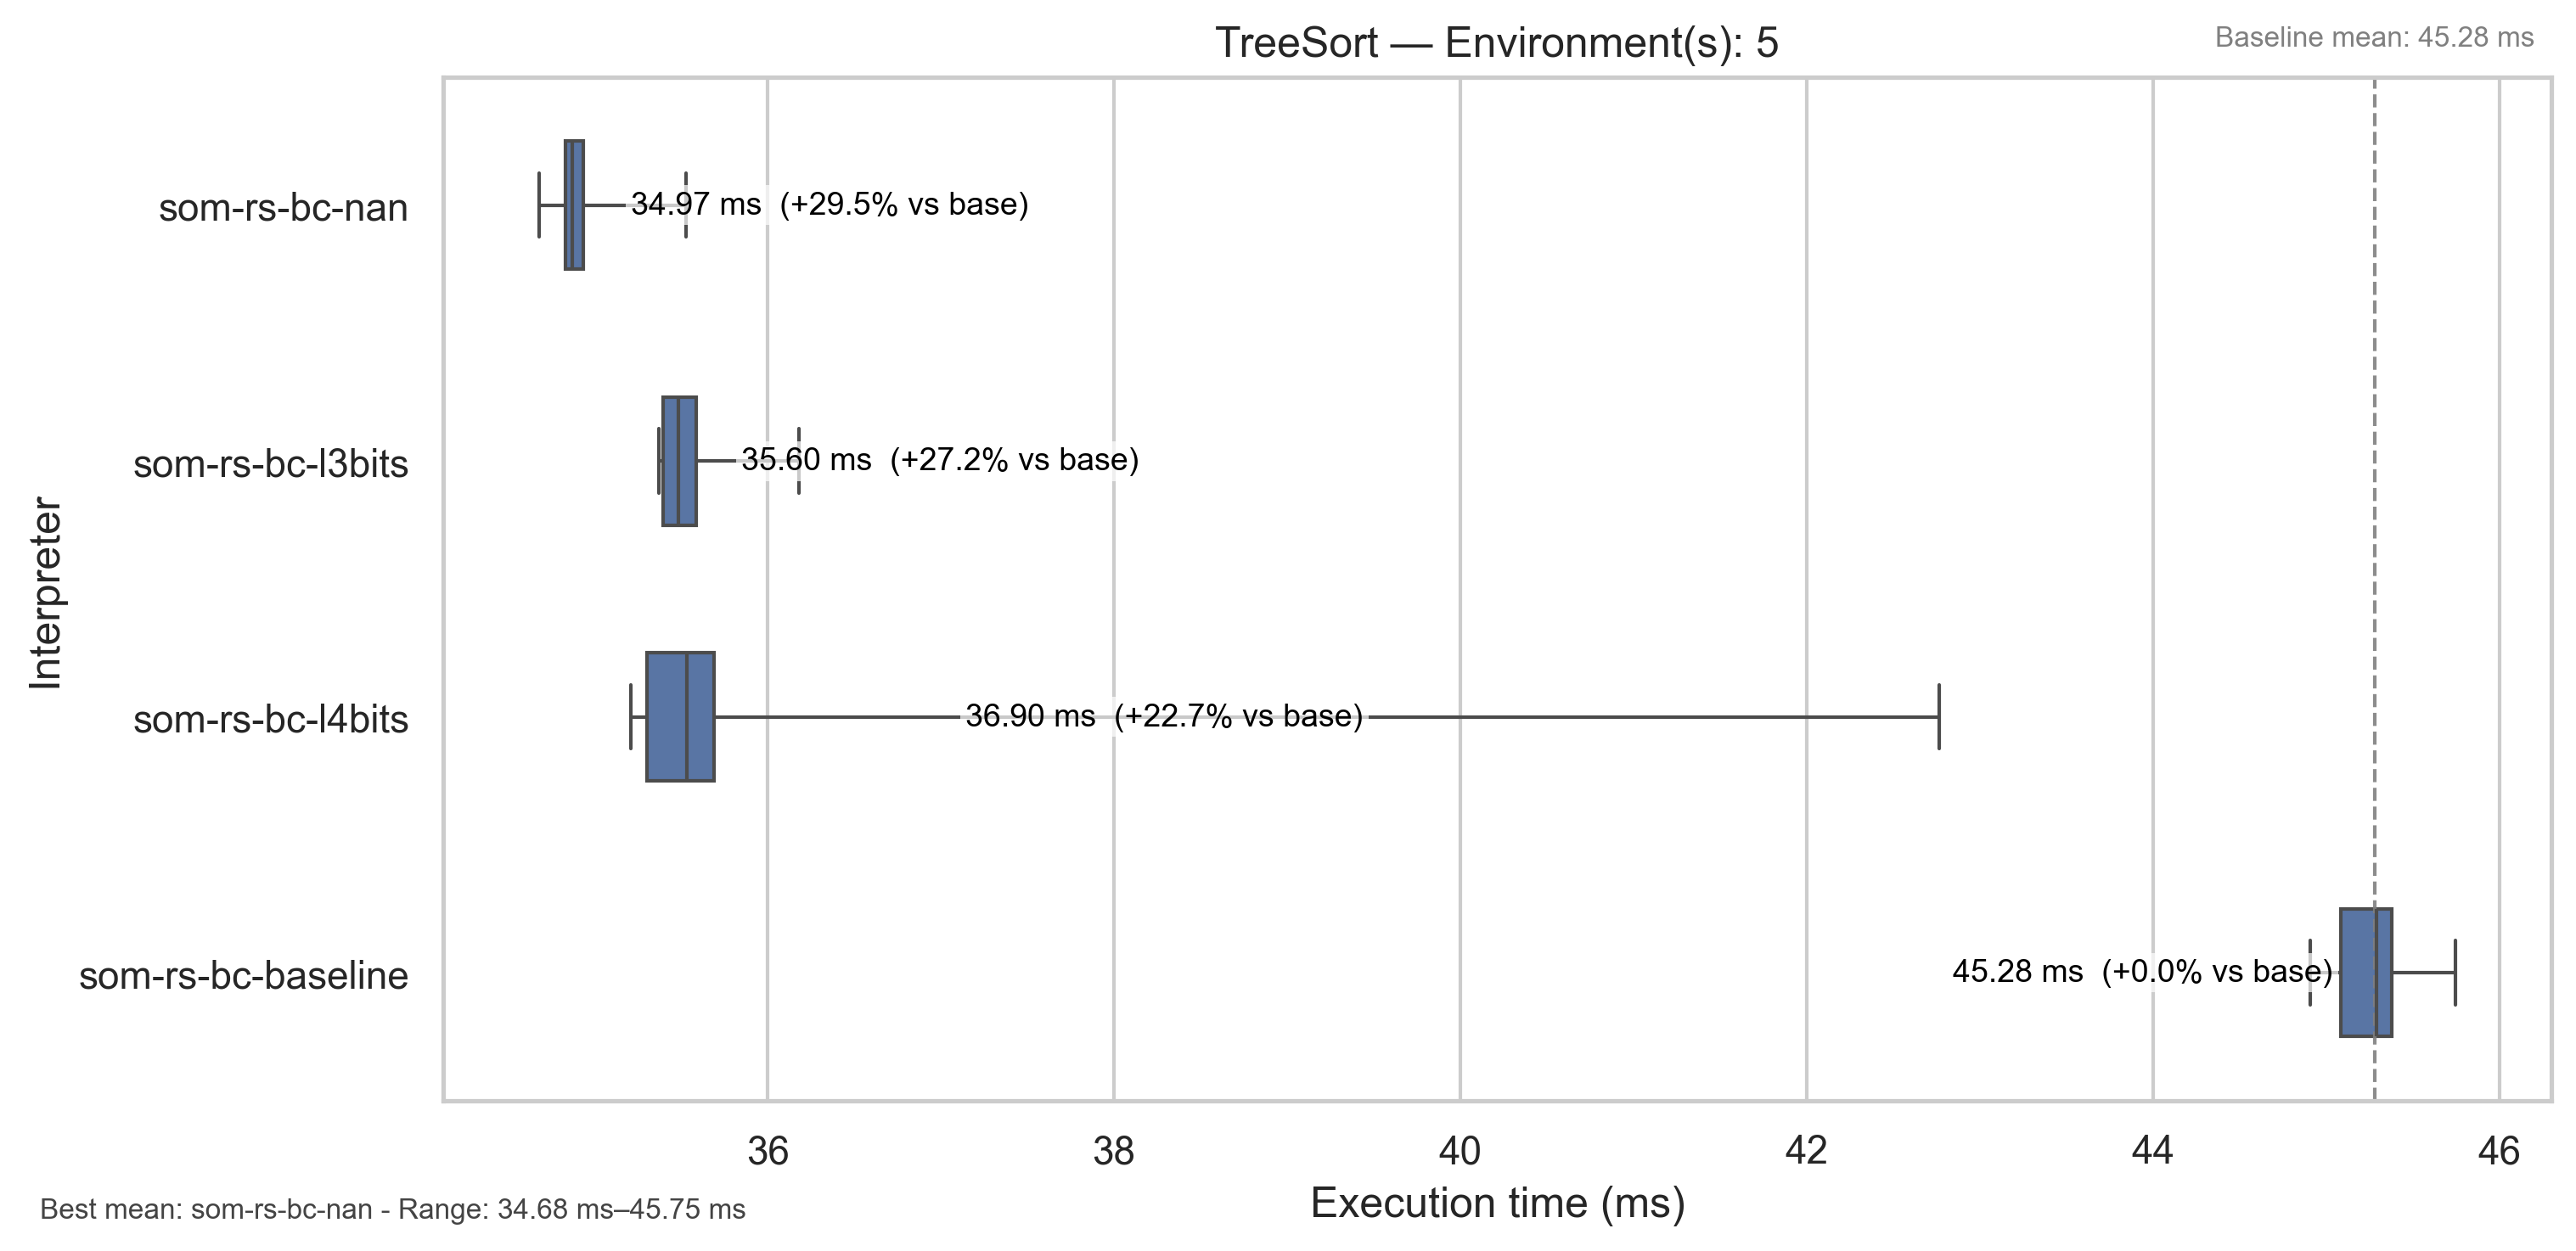 TreeSort — Environment(s): 5
Baseline mean: 45.28 ms
som-rs-bc-nan
34.97 ms  (+29.5% vs base)
som-rs-bc-l3bits
35.60 ms  (+27.2% vs base)
som-rs-bc-l4bits
36.90 ms  (+22.7% vs base)
som-rs-bc-baseline
45.28 ms  (+0.0% vs base)
Interpreter
36 38 40 42 44 46
Execution time (ms)
Best mean: som-rs-bc-nan - Range: 34.68 ms–45.75 ms